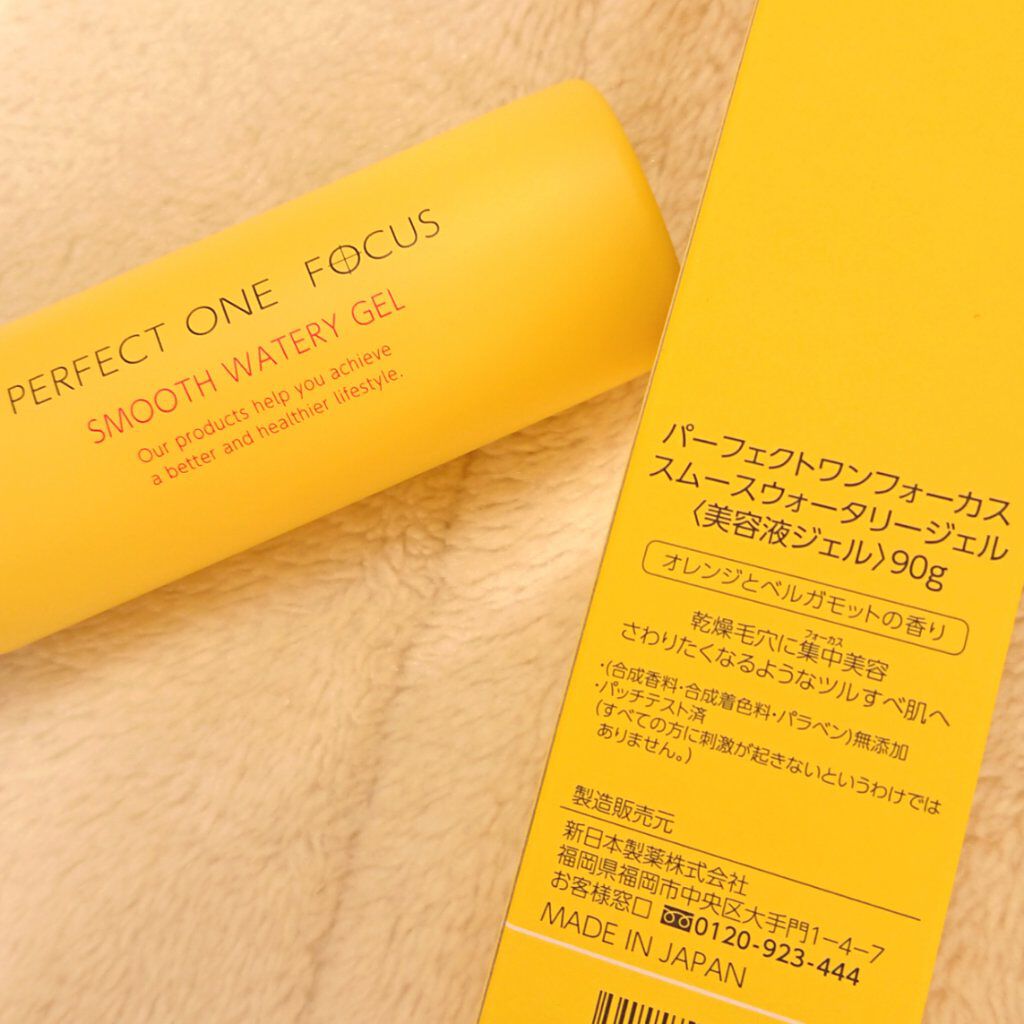 PERFECT ONE FOCUS
SMOOTH WATERY GEL
Our products help you achieve
a better and healthier lifestyle.
パーフェクトワンフォーカス
スムースウォータリージェル
〈美容液ジェル〉90g
オレンジとベルガモットの香り
フォーカス
乾燥毛穴に集中美容
さわりたくなるようなツルすべ肌へ
・(合成香料・合成着色料・パラベン)無添加
・パッチテスト済
(すべての方に刺激が起きないというわけでは
ありません。)
製造販売元
新日本製薬株式会社
福岡県福岡市中央区大手門1-4-7
お客様窓口 0120-923-444
MADE IN JAPAN